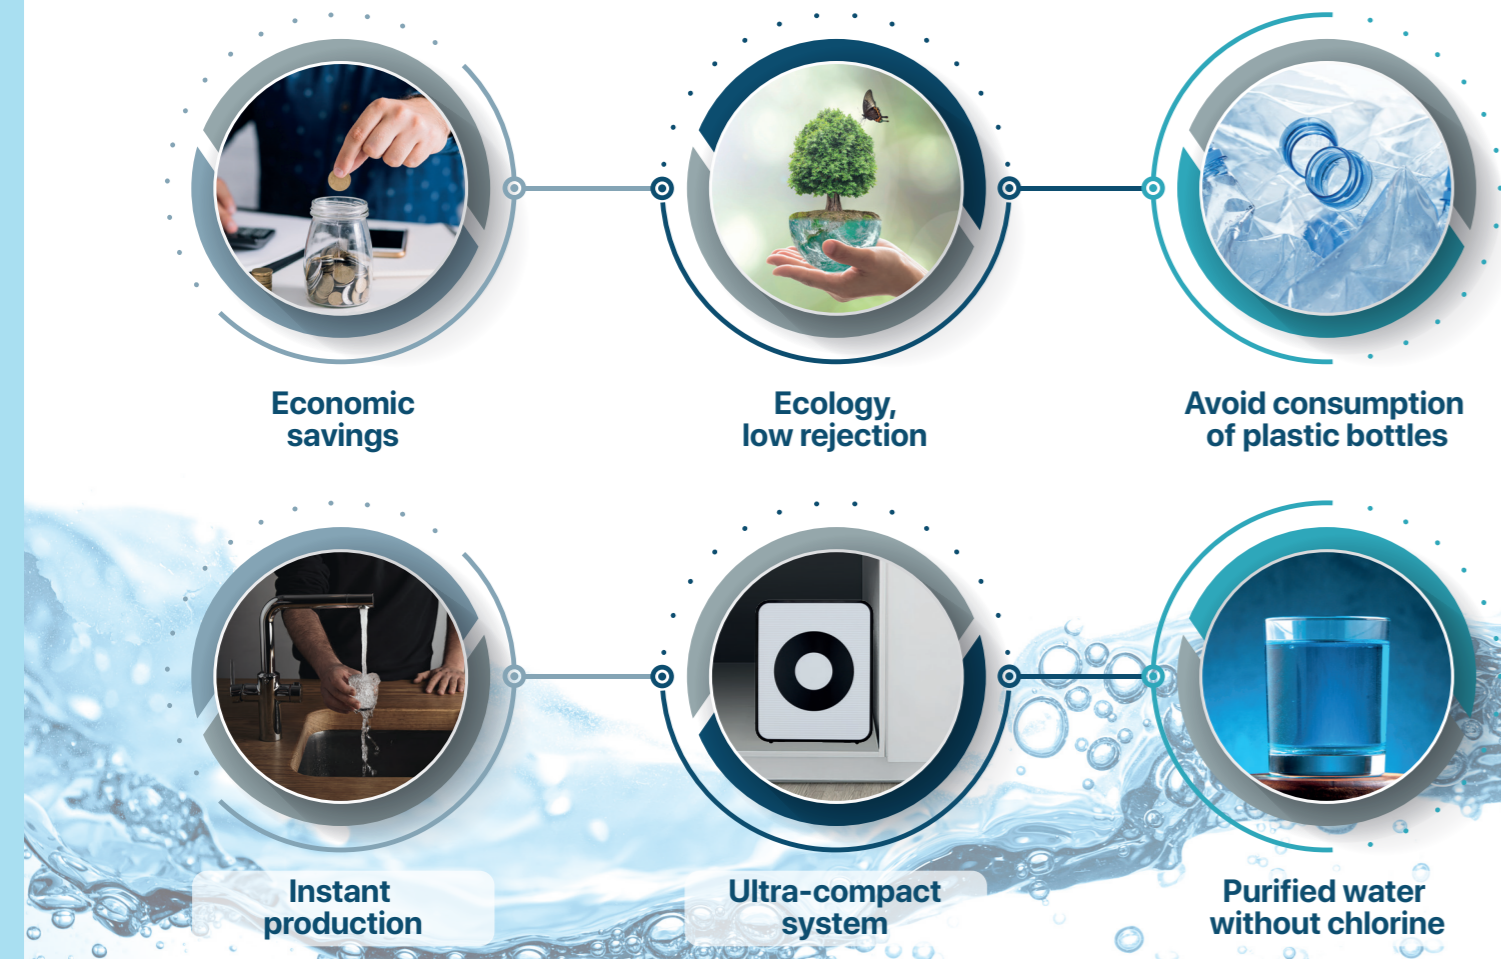 Economic
savings
Ecology,
low rejection
Avoid consumption
of plastic bottles
Instant
production
Ultra-compact
system
Purified water
without chlorine